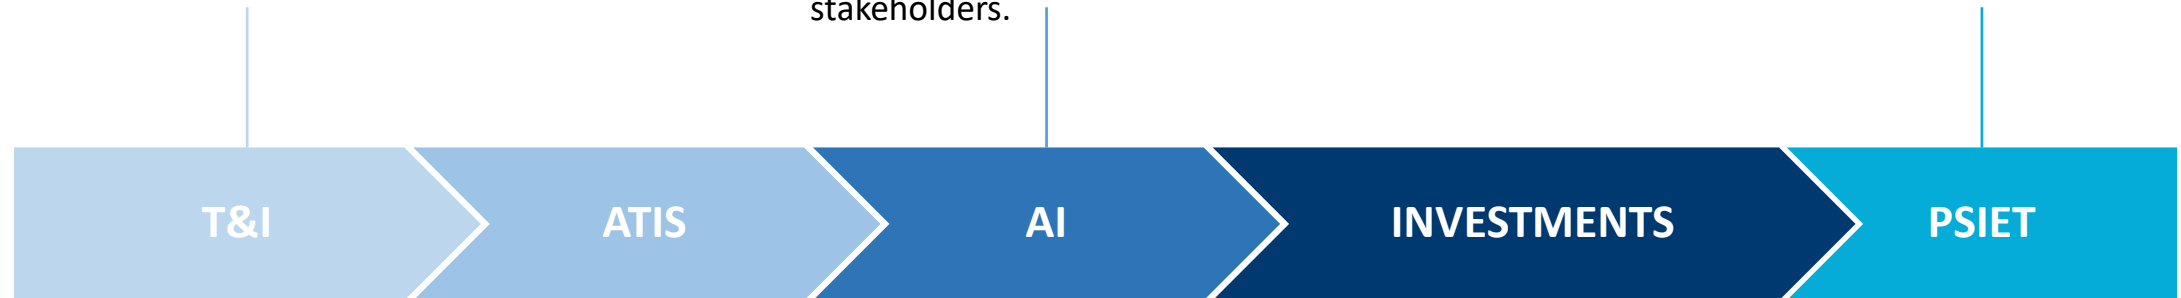 stakeholders.
T&I
ATIS
AI
INVESTMENTS
PSIET